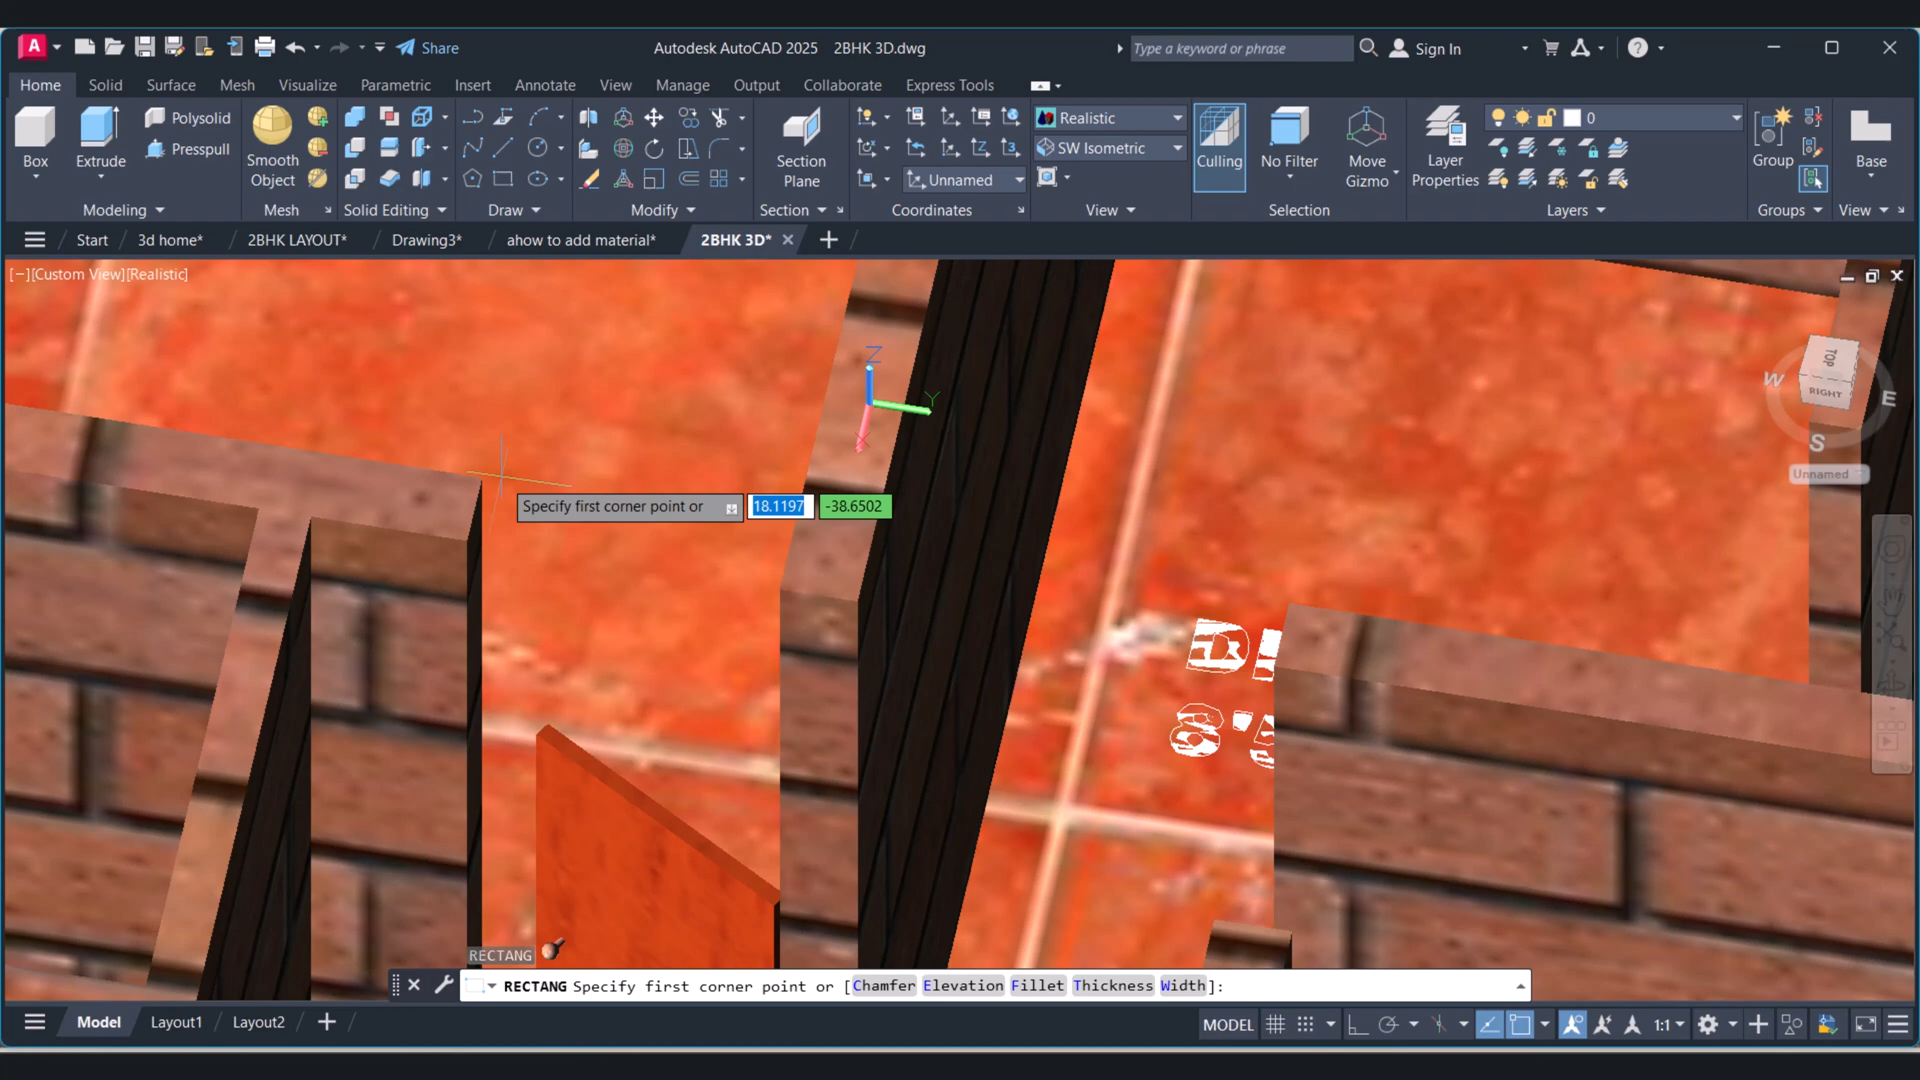 A
Share
Autodesk AutoCAD 2025 2BHK 3D.dwg
Type a keyword or phrase
Sign In
Home Solid Surface Mesh Visualize Parametric Insert Annotate View Manage Output Collaborate Express Tools
Box
Extrude
Polysolid
Presspull
Smooth Object
Section Plane
Unnamed
Realistic
SW Isometric
Culling
No Filter
Move Gizmo
Layer Properties
0
Group
Base
Modeling Mesh Solid Editing Draw Modify Section Coordinates View Selection Layers Groups View
Start 3d home* 2BHK LAYOUT* Drawing3* ahow to add material* 2BHK 3D*
[−][Custom View][Realistic]
Z
Y
X
TOP
RIGHT
W
E
S
Unnamed
Specify first corner point or 18.1197 -38.6502
RECTANG
RECTANG Specify first corner point or [Chamfer Elevation Fillet Thickness Width]:
Model Layout1 Layout2
MODEL 1:1